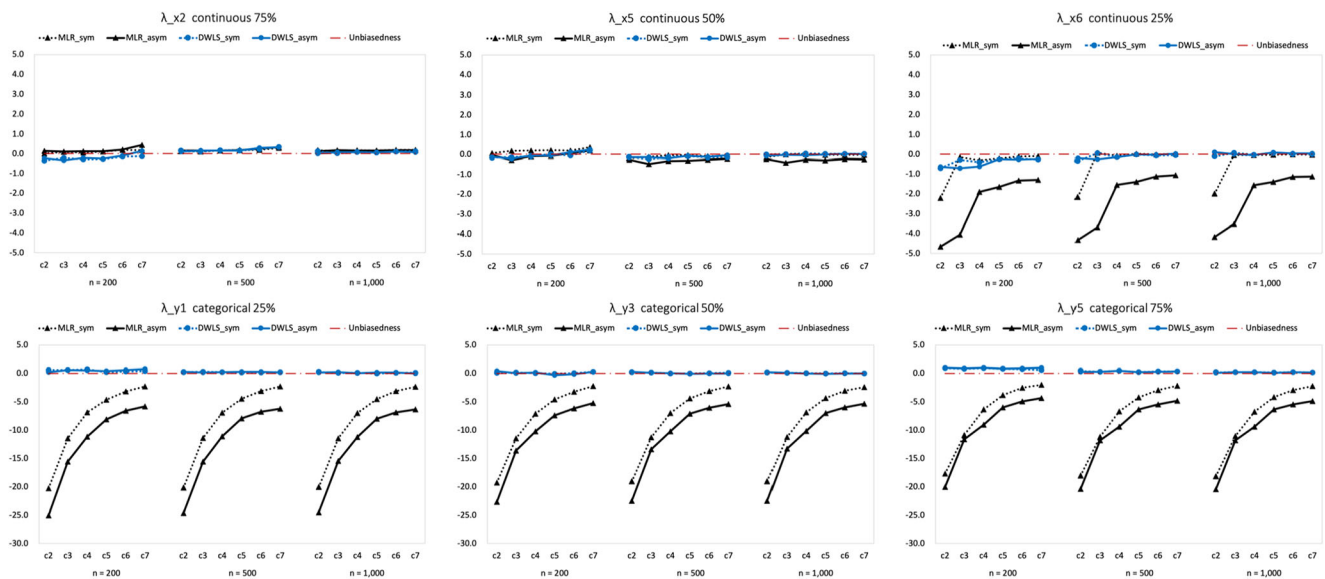 λ_x2 continuous 75%
MLR_sym MLR_asym DWLS_sym DWLS_asym Unbiasedness
5.0
4.0
3.0
2.0
1.0
0.0
-1.0
-2.0
-3.0
-4.0
-5.0
c2 c3 c4 c5 c6 c7 c2 c3 c4 c5 c6 c7 c2 c3 c4 c5 c6 c7
n = 200 n = 500 n = 1,000
λ_x5 continuous 50%
MLR_sym MLR_asym DWLS_sym DWLS_asym Unbiasedness
5.0
4.0
3.0
2.0
1.0
0.0
-1.0
-2.0
-3.0
-4.0
-5.0
c2 c3 c4 c5 c6 c7 c2 c3 c4 c5 c6 c7 c2 c3 c4 c5 c6 c7
n = 200 n = 500 n = 1,000
λ_x6 continuous 25%
MLR_sym MLR_asym DWLS_sym DWLS_asym Unbiasedness
5.0
4.0
3.0
2.0
1.0
0.0
-1.0
-2.0
-3.0
-4.0
-5.0
c2 c3 c4 c5 c6 c7 c2 c3 c4 c5 c6 c7 c2 c3 c4 c5 c6 c7
n = 200 n = 500 n = 1,000
λ_y1 categorical 25%
MLR_sym MLR_asym DWLS_sym DWLS_asym Unbiasedness
5.0
0.0
-5.0
-10.0
-15.0
-20.0
-25.0
-30.0
c2 c3 c4 c5 c6 c7 c2 c3 c4 c5 c6 c7 c2 c3 c4 c5 c6 c7
n = 200 n = 500 n = 1,000
λ_y3 categorical 50%
MLR_sym MLR_asym DWLS_sym DWLS_asym Unbiasedness
5.0
0.0
-5.0
-10.0
-15.0
-20.0
-25.0
-30.0
c2 c3 c4 c5 c6 c7 c2 c3 c4 c5 c6 c7 c2 c3 c4 c5 c6 c7
n = 200 n = 500 n = 1,000
λ_y5 categorical 75%
MLR_sym MLR_asym DWLS_sym DWLS_asym Unbiasedness
5.0
0.0
-5.0
-10.0
-15.0
-20.0
-25.0
-30.0
c2 c3 c4 c5 c6 c7 c2 c3 c4 c5 c6 c7 c2 c3 c4 c5 c6 c7
n = 200 n = 500 n = 1,000